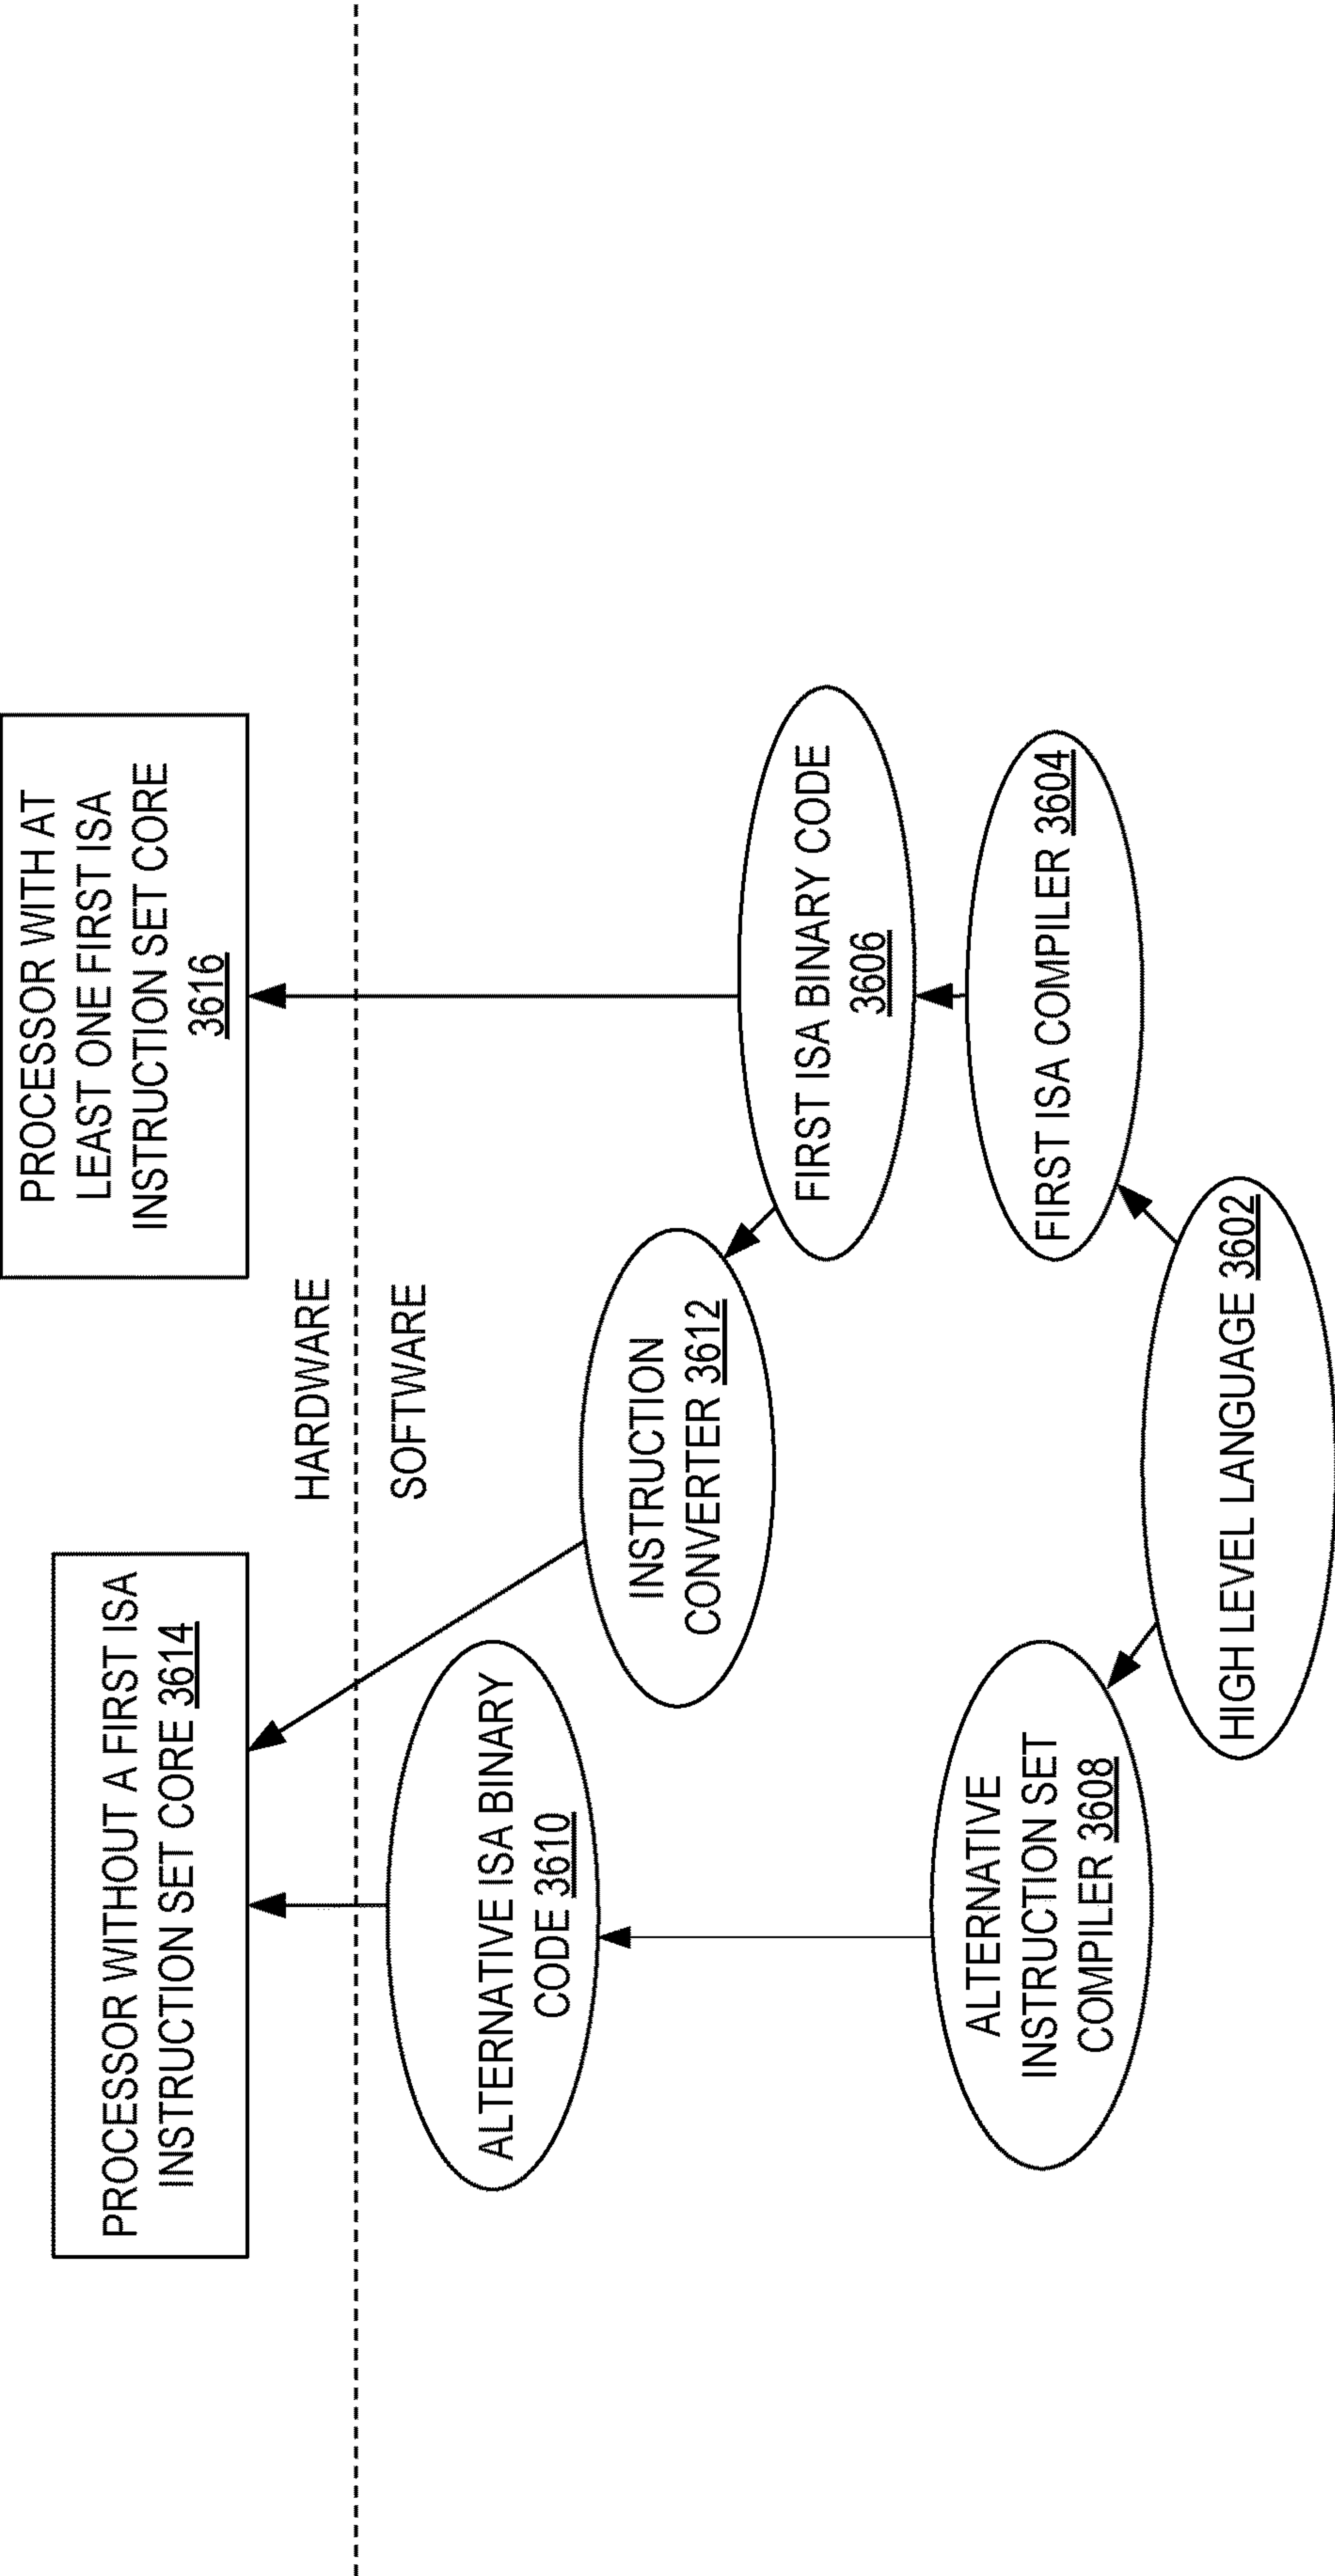 PROCESSOR WITHOUT A FIRST ISA
INSTRUCTION SET CORE 3614
PROCESSOR WITH AT
LEAST ONE FIRST ISA
INSTRUCTION SET CORE
3616
HARDWARE
SOFTWARE
ALTERNATIVE ISA BINARY
CODE 3610
INSTRUCTION
CONVERTER 3612
FIRST ISA BINARY CODE
3606
ALTERNATIVE
INSTRUCTION SET
COMPILER 3608
FIRST ISA COMPILER 3604
HIGH LEVEL LANGUAGE 3602